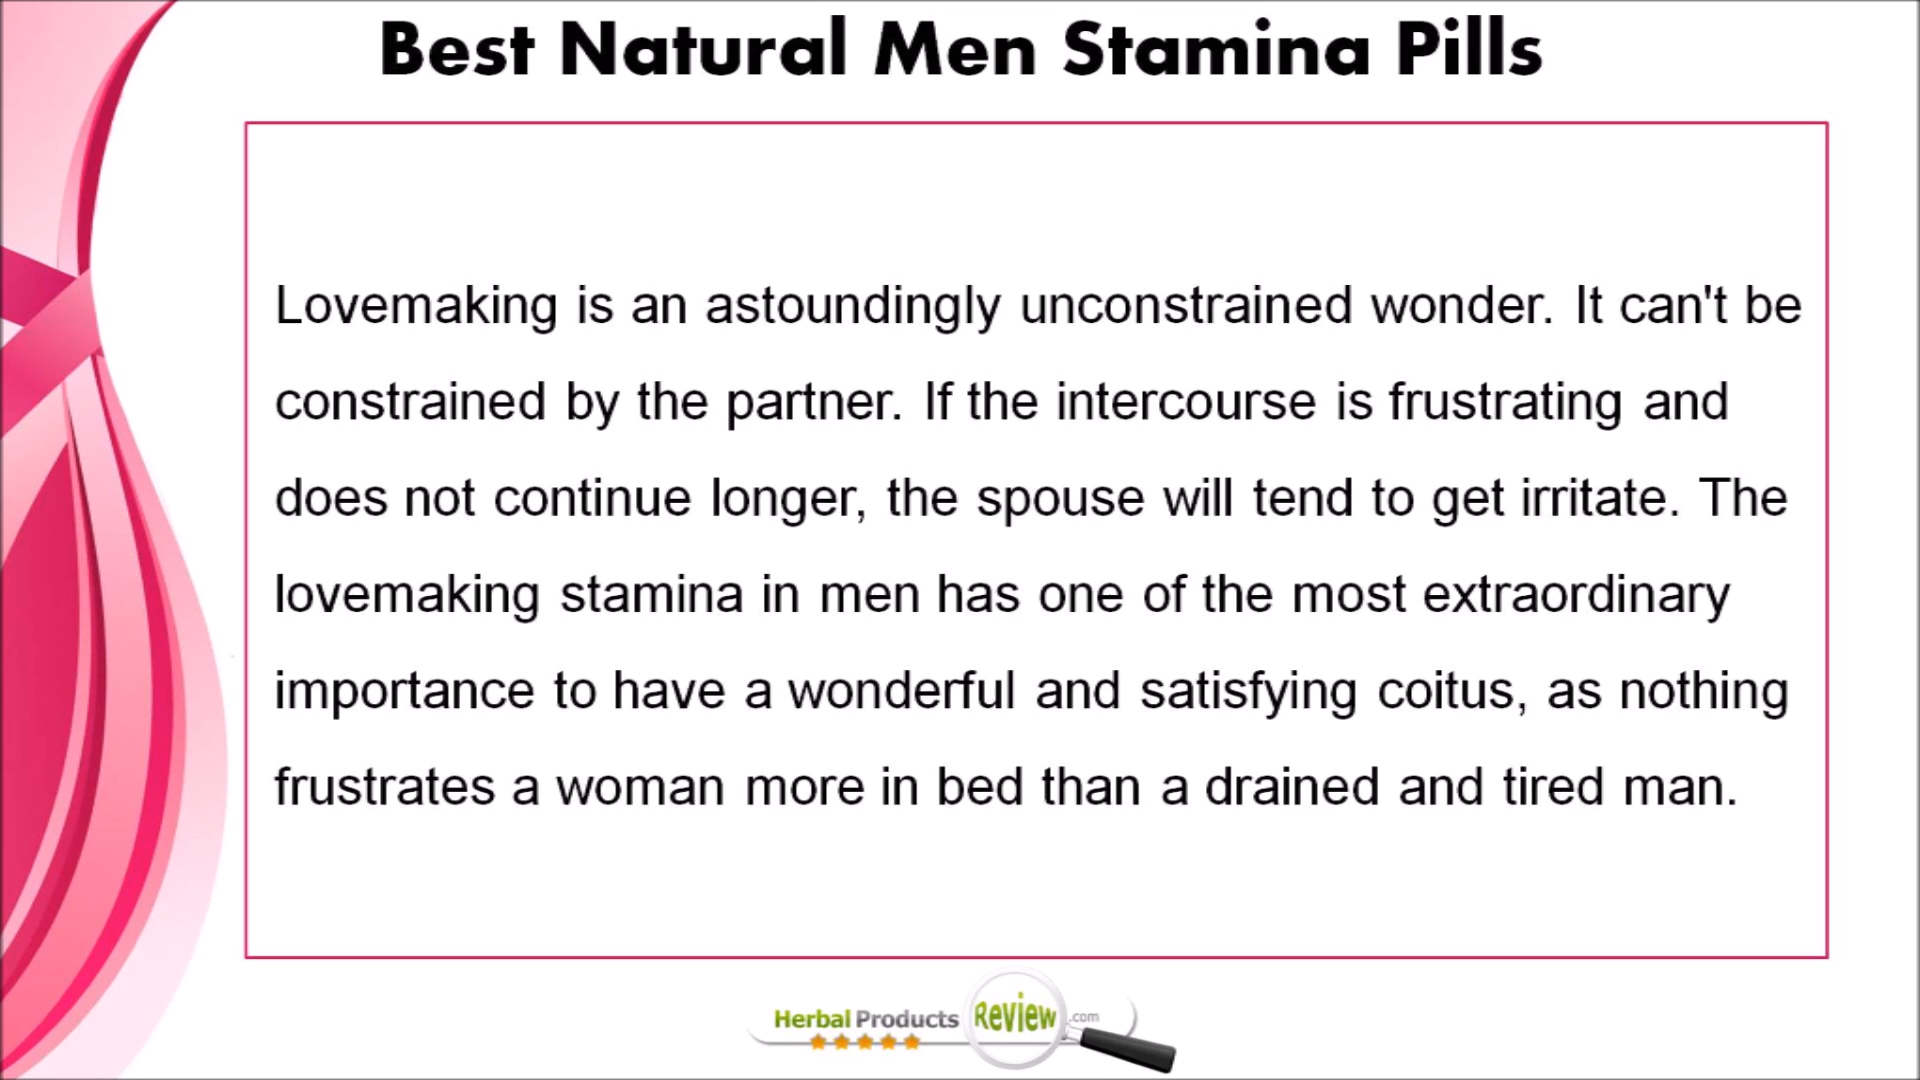 Best Natural Men Stamina Pills
Lovemaking is an astoundingly unconstrained wonder. It can't be
constrained by the partner. If the intercourse is frustrating and
does not continue longer, the spouse will tend to get irritate. The
lovemaking stamina in men has one of the most extraordinary
importance to have a wonderful and satisfying coitus, as nothing
frustrates a woman more in bed than a drained and tired man.
Herbal Products Review .com